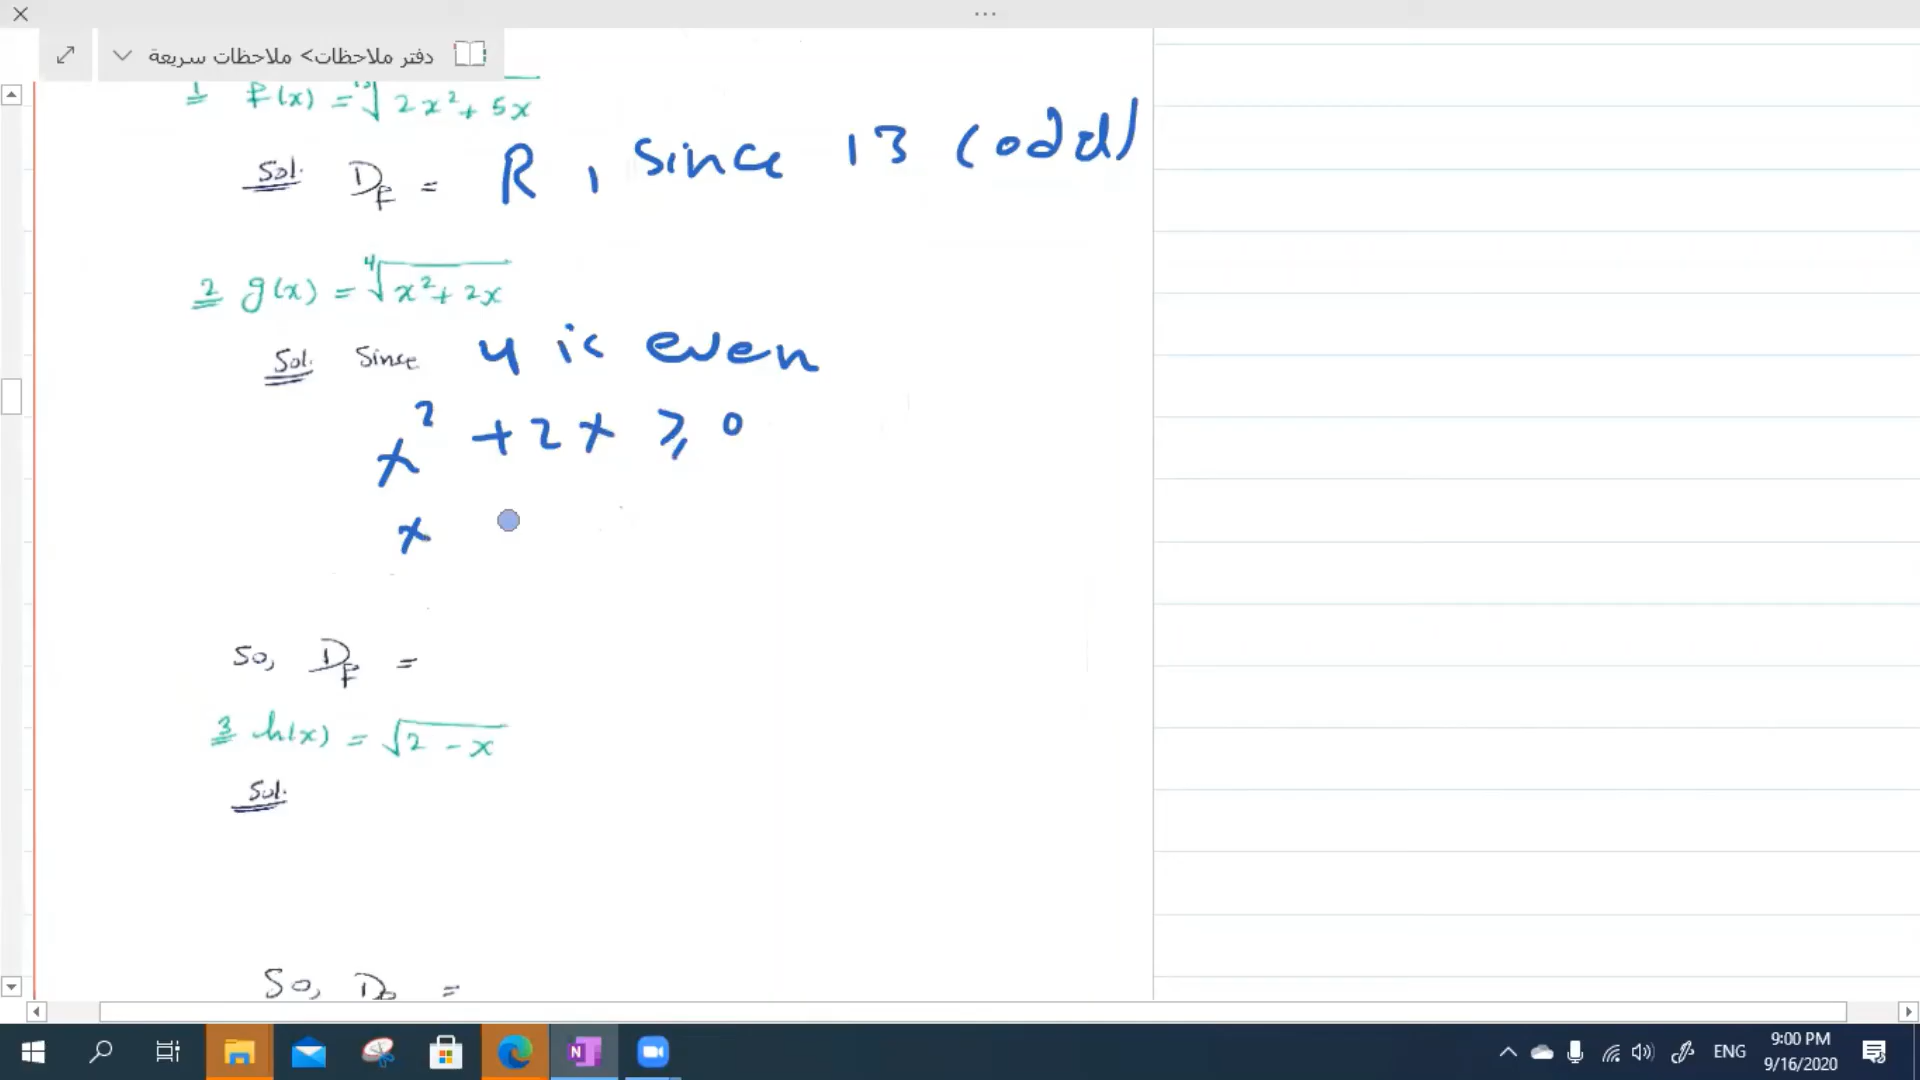 دفتر ملاحظات> ملاحظات سريعة
1 f(x) = ¹³√2x² + 5x
Sol. D_f = R , since 13 (odd)
2 g(x) = ⁴√x² + 2x
Sol. Since 4 is even
x² + 2x ≥ 0
x
So, D_f =
3 h(x) = √2 - x
Sol.
So, D =
ENG
9:00 PM
9/16/2020